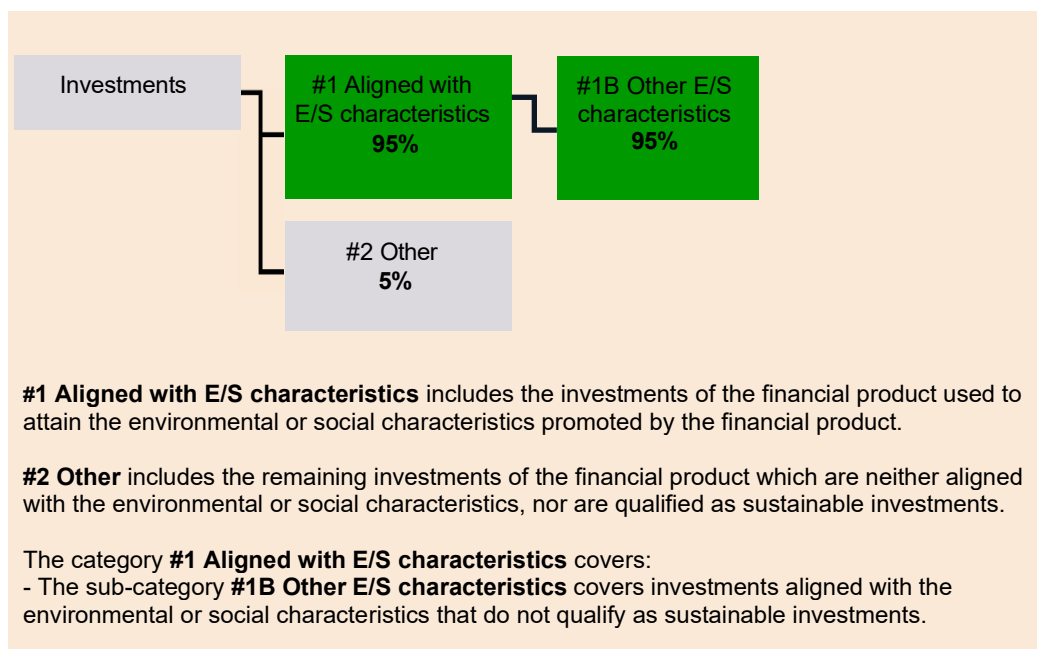 Investments
#1 Aligned with
E/S characteristics
95%
#1B Other E/S
characteristics
95%
#2 Other
5%
#1 Aligned with E/S characteristics includes the investments of the financial product used to
attain the environmental or social characteristics promoted by the financial product.
#2 Other includes the remaining investments of the financial product which are neither aligned
with the environmental or social characteristics, nor are qualified as sustainable investments.
The category #1 Aligned with E/S characteristics covers:
- The sub-category #1B Other E/S characteristics covers investments aligned with the
environmental or social characteristics that do not qualify as sustainable investments.